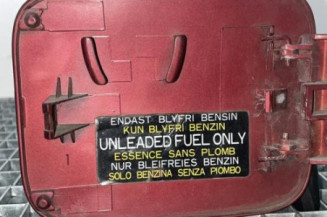 ENDAST BLYFRI BENSIN
KUN BLYFRI BENZIN
UNLEADED FUEL ONLY
ESSENCE SANS PLOMB
NUR BLEIFREIES BENZIN
SOLO BENZINA SENZA PIOMBO